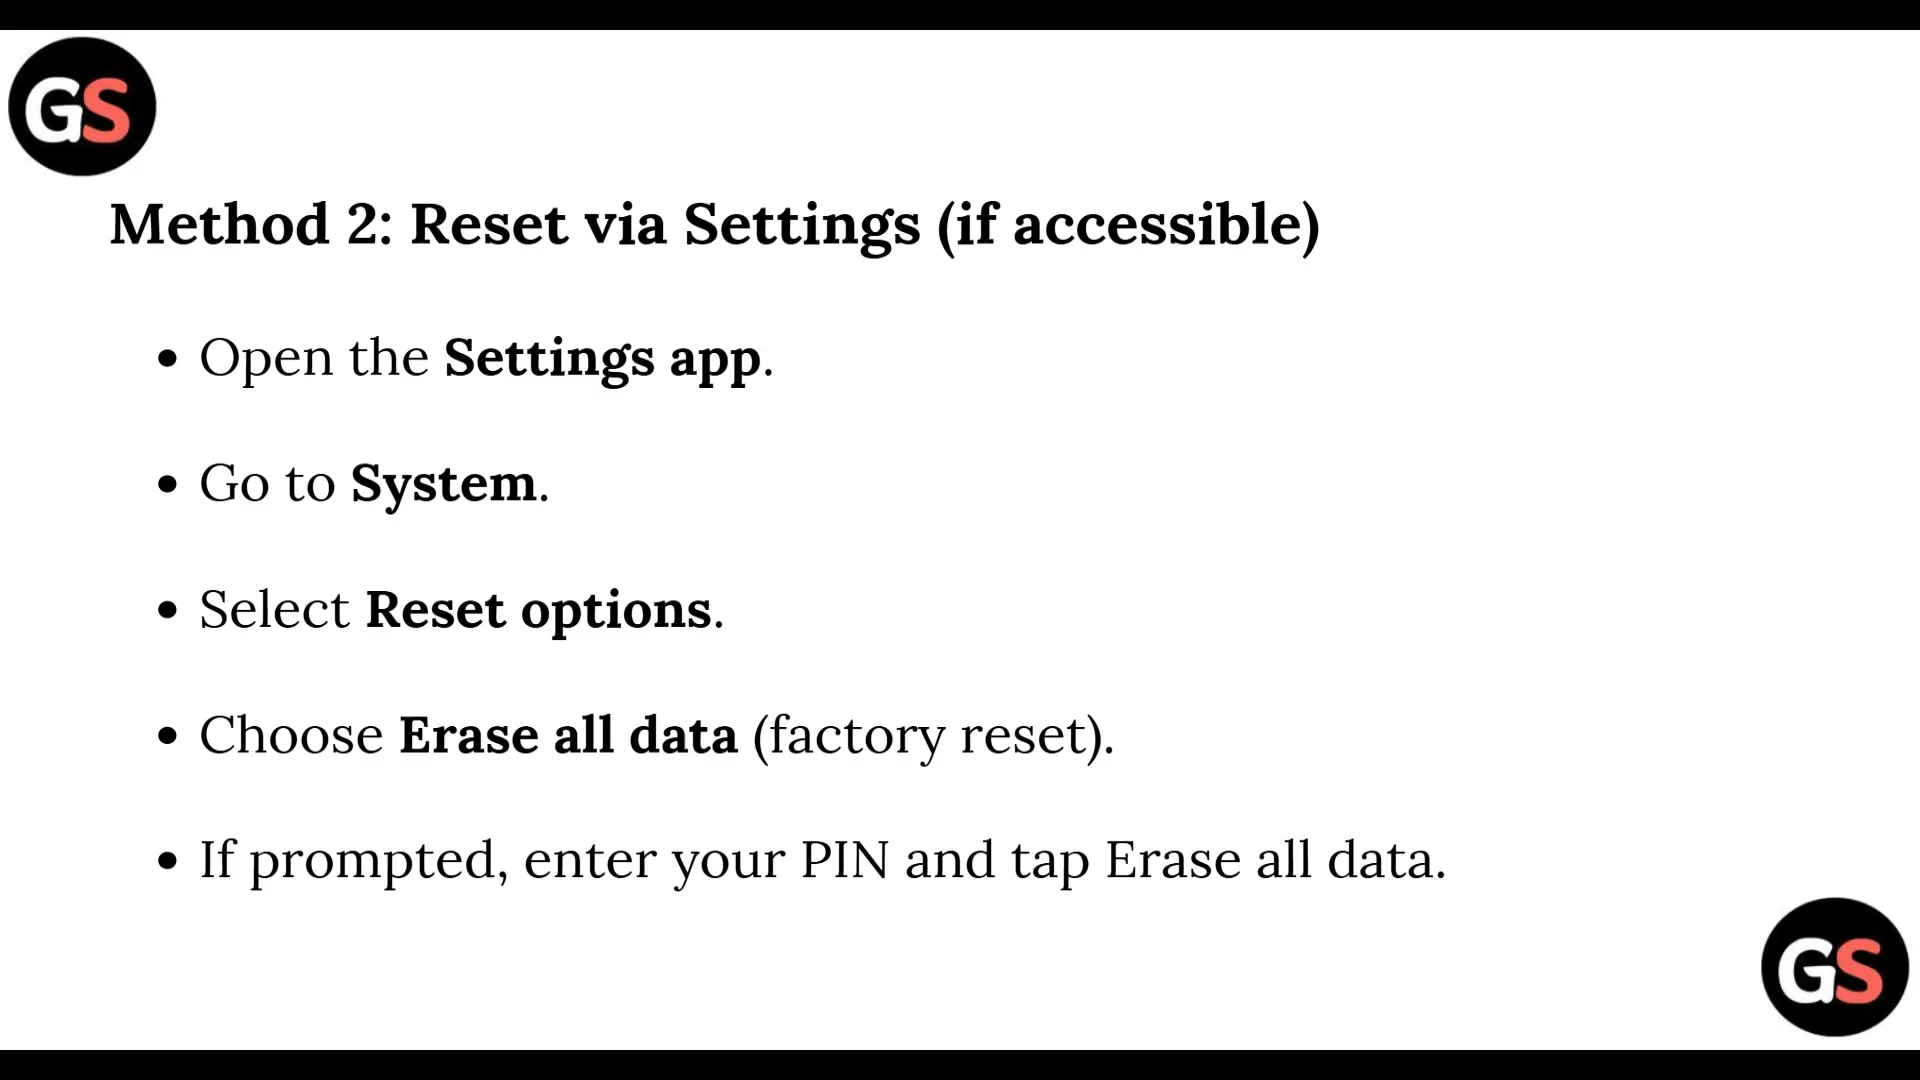 GS
Method 2: Reset via Settings (if accessible)
• Open the Settings app.
• Go to System.
• Select Reset options.
• Choose Erase all data (factory reset).
• If prompted, enter your PIN and tap Erase all data.
GS